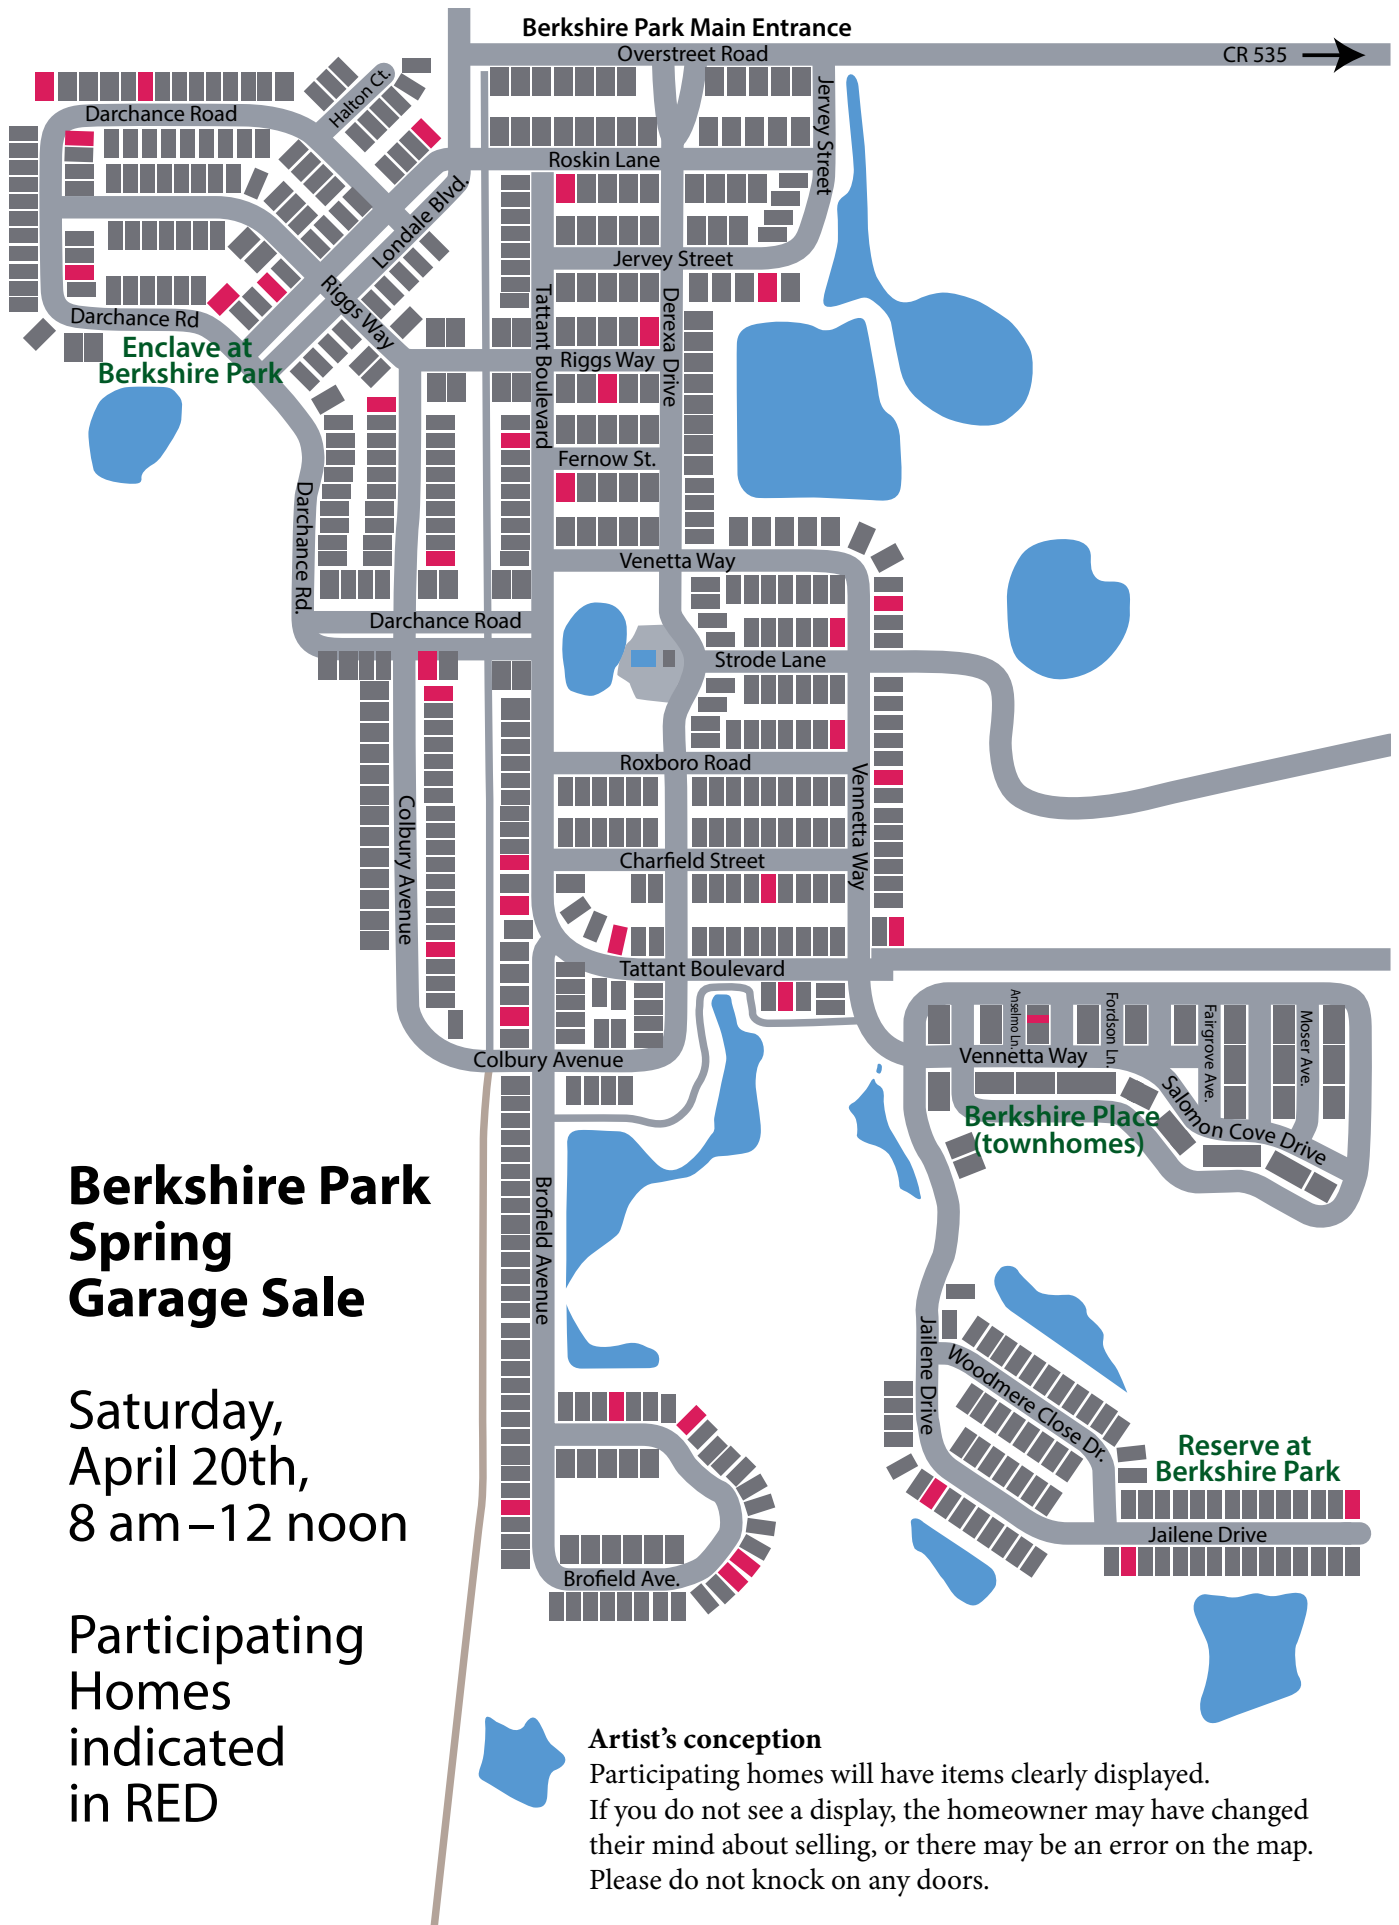 Berkshire Park Main Entrance
Overstreet Road
CR 535
Halton Ct.
Jervey Street
Darchance Road
Roskin Lane
Londale Blvd.
Jervey Street
Tattant Boulevard
Derexa Drive
Riggs Way
Darchance Rd
Enclave at
Berkshire Park
Riggs Way
Fernow St.
Darchance Rd.
Venetta Way
Darchance Road
Strode Lane
Roxboro Road
Vennetta Way
Colbury Avenue
Charfield Street
Tattant Boulevard
Anselmo Ln.
Fordson Ln.
Fairgrove Ave.
Moser Ave.
Colbury Avenue
Vennetta Way
Salomon Cove Drive
Berkshire Place
(townhomes)
Brofield Avenue
Berkshire Park
Spring
Garage Sale
Jailene Drive
Woodmere Close Dr.
Saturday,
April 20th,
8 am–12 noon
Reserve at
Berkshire Park
Jailene Drive
Brofield Ave.
Participating
Homes
indicated
in RED
Artist's conception
Participating homes will have items clearly displayed.
If you do not see a display, the homeowner may have changed
their mind about selling, or there may be an error on the map.
Please do not knock on any doors.